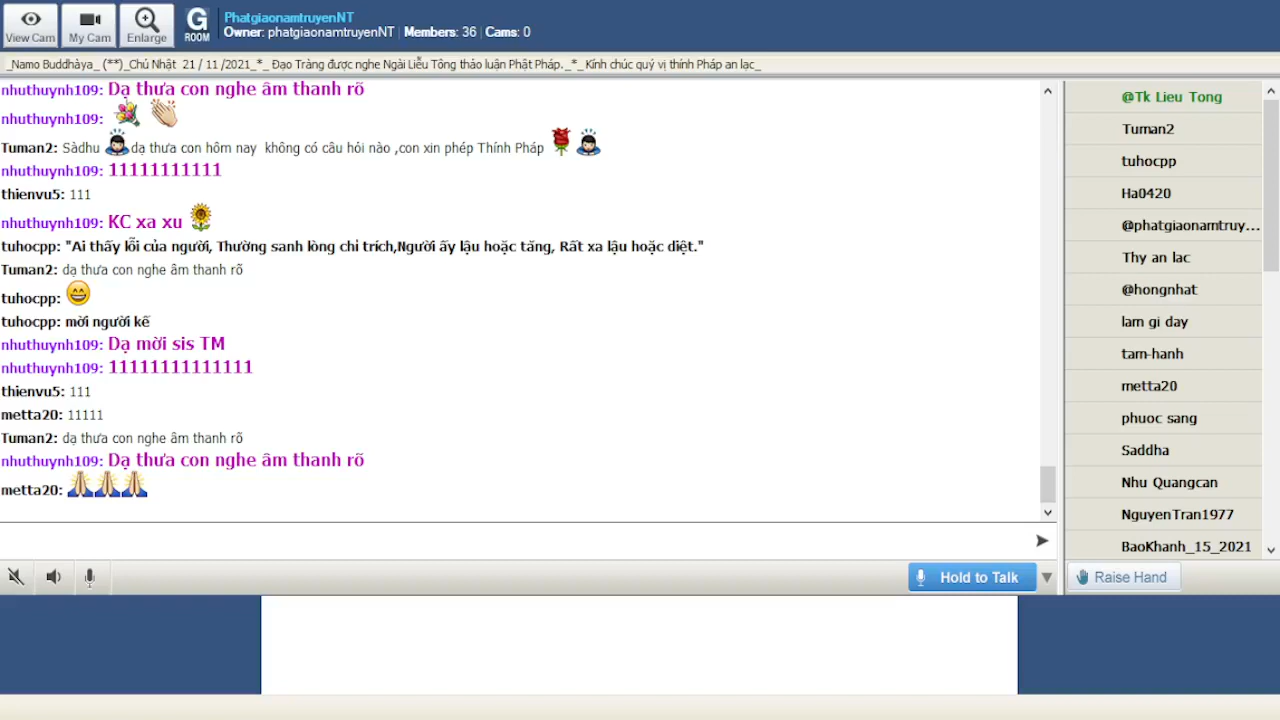 View Cam
My Cam
Enlarge
G
ROOM
PhatgiaonamtruyenNT
Owner: phatgiaonamtruyenNT | Members: 36 | Cams: 0
_Namo Buddhàya_ (**)_Chú Nhật 21 / 11 /2021_*_ Đạo Tràng được nghe Ngài Liễu Tông thảo luận Phật Pháp._*_ Kính chúc quý vị thính Pháp an lạc_
nhuthuynh109: Dạ thưa con nghe âm thanh rõ
nhuthuynh109:
Tuman2: Sàdhu dạ thưa con hôm nay không có câu hỏi nào ,con xin phép Thính Pháp
nhuthuynh109: 11111111111
thienvu5: 111
nhuthuynh109: KC xa xu
tuhocpp: "Ai thấy lỗi của người, Thường sanh lòng chỉ trích,Người ấy lậu hoặc tăng, Rất xa lậu hoặc diệt."
Tuman2: dạ thưa con nghe âm thanh rõ
tuhocpp:
tuhocpp: mời người kế
nhuthuynh109: Dạ mời sis TM
nhuthuynh109: 11111111111111
thienvu5: 111
metta20: 11111
Tuman2: dạ thưa con nghe âm thanh rõ
nhuthuynh109: Dạ thưa con nghe âm thanh rõ
metta20:
@Tk Lieu Tong
Tuman2
tuhocpp
Ha0420
@phatgiaonamtruy...
Thy an lac
@hongnhat
lam gi day
tam-hanh
metta20
phuoc sang
Saddha
Nhu Quangcan
NguyenTran1977
BaoKhanh_15_2021
Hold to Talk
Raise Hand